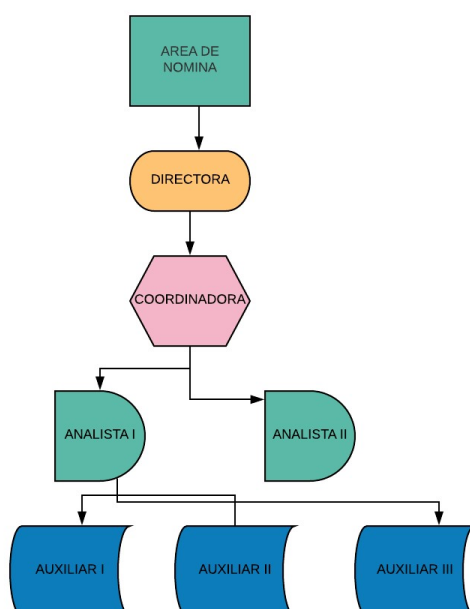 AREA DE
NOMINA
DIRECTORA
COORDINADORA
ANALISTA I
ANALISTA II
AUXILIAR I
AUXILIAR II
AUXILIAR III